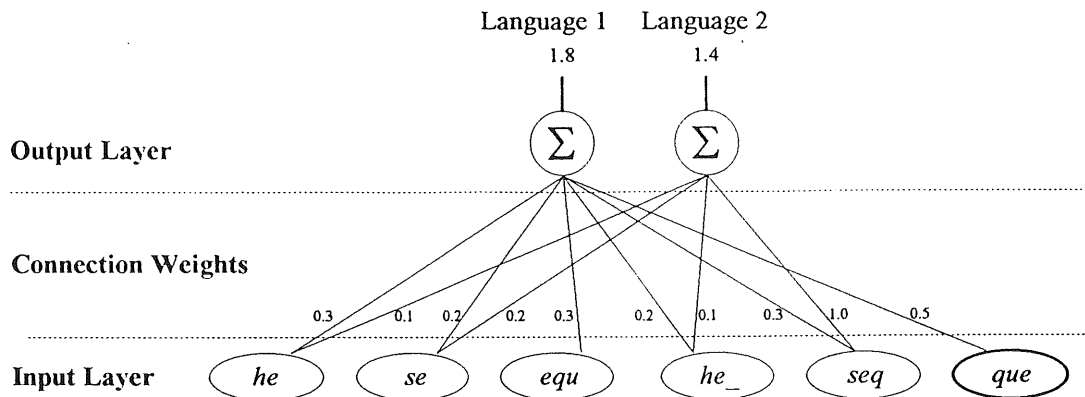 Language 1 Language 2
1.8 1.4
Σ Σ
Output Layer
Connection Weights
0.3 0.1 0.2 0.2 0.3 0.2 0.1 0.3 1.0 0.5
Input Layer he se equ he_ seq que